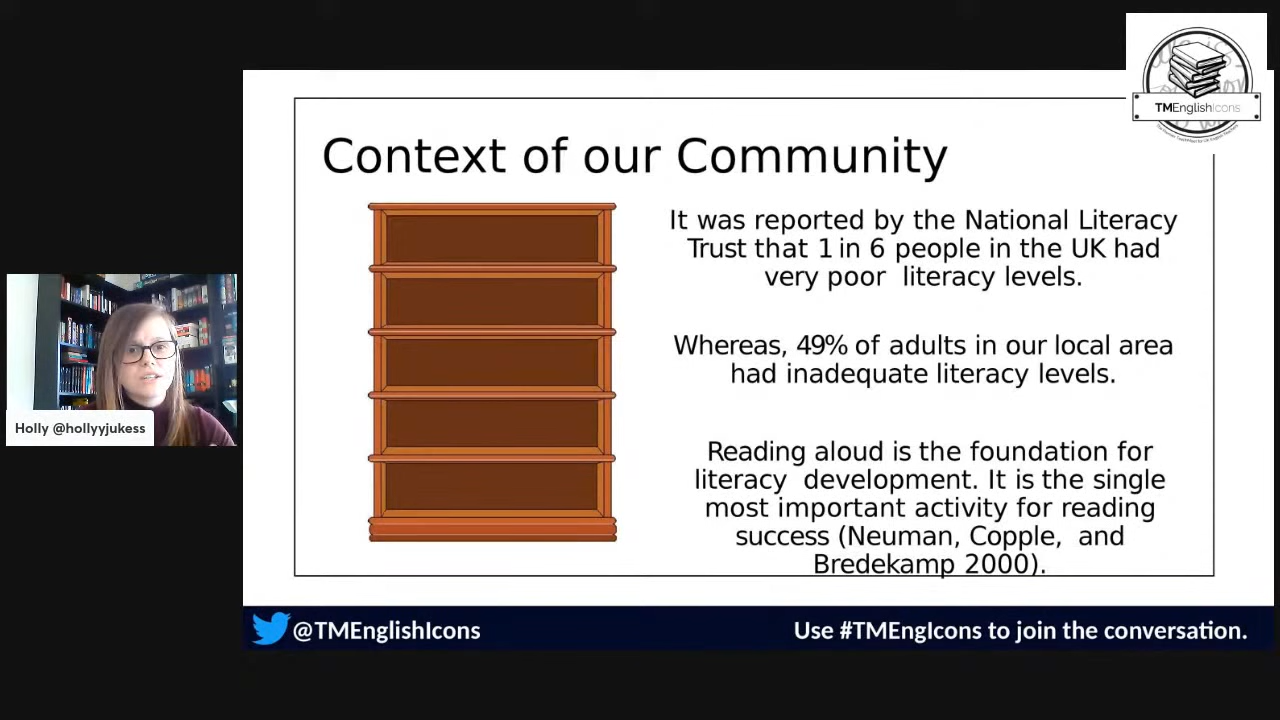 TMEnglishIcons
Context of our Community
It was reported by the National Literacy
Trust that 1 in 6 people in the UK had
very poor literacy levels.
Whereas, 49% of adults in our local area
had inadequate literacy levels.
Reading aloud is the foundation for
literacy development. It is the single
most important activity for reading
success (Neuman, Copple, and
Bredekamp 2000).
Holly @hollyyjukess
@TMEnglishIcons
Use #TMEngIcons to join the conversation.